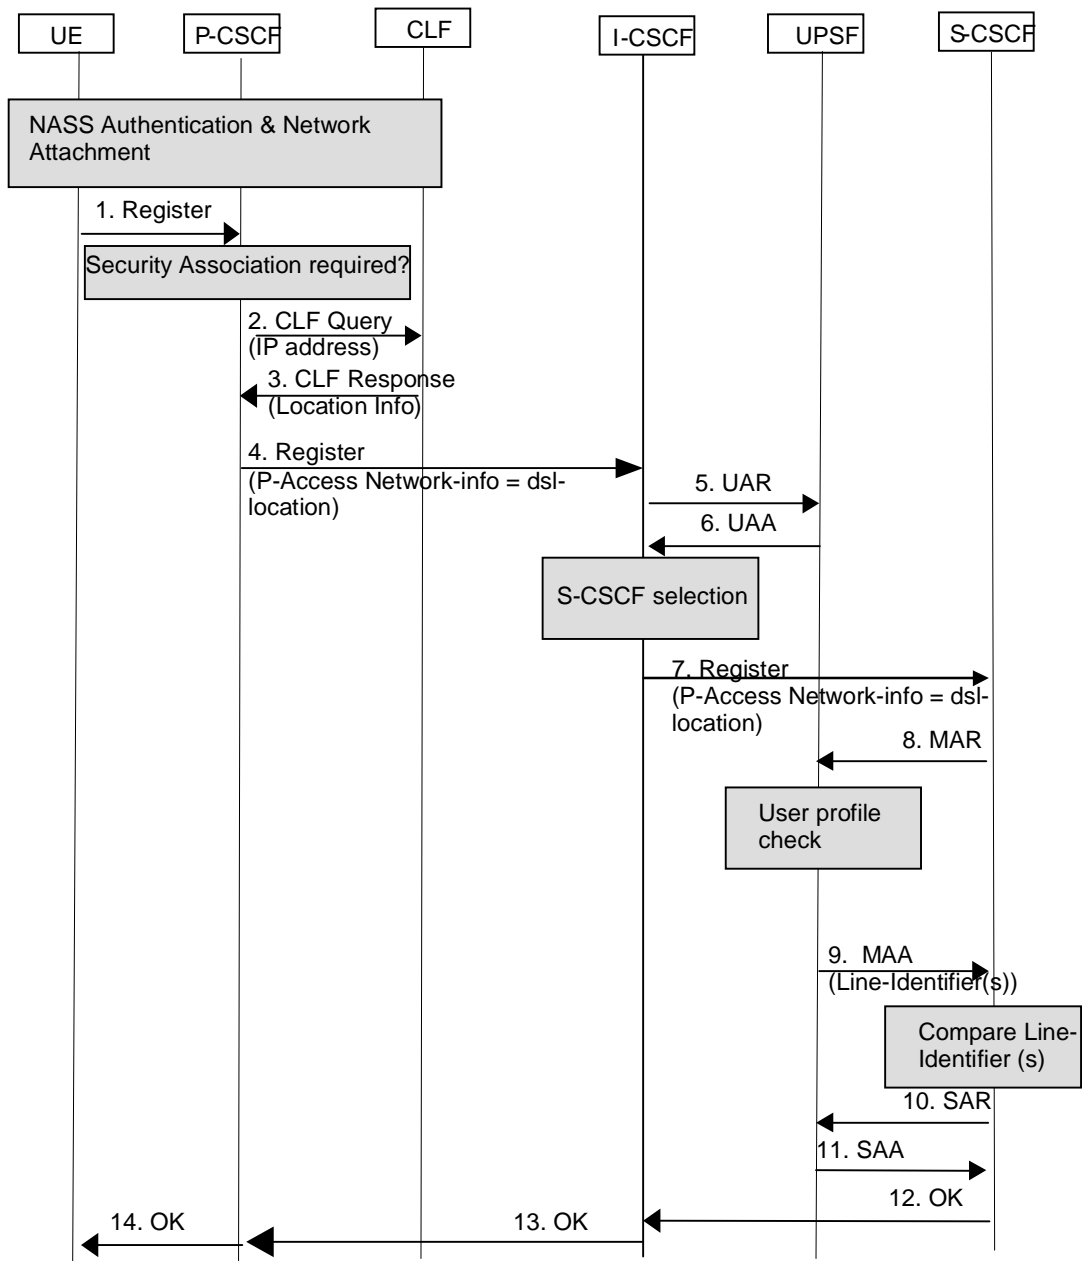 UE
P-CSCF
CLF
I-CSCF
UPSF
S-CSCF
NASS Authentication & Network
Attachment
1. Register
Security Association required?
2. CLF Query
(IP address)
3. CLF Response
(Location Info)
4. Register
(P-Access Network-info = dsl-
location)
5. UAR
6. UAA
S-CSCF selection
7. Register
(P-Access Network-info = dsl-
location)
8. MAR
User profile
check
9. MAA
(Line-Identifier(s))
Compare Line-
Identifier (s)
10. SAR
11. SAA
12. OK
13. OK
14. OK